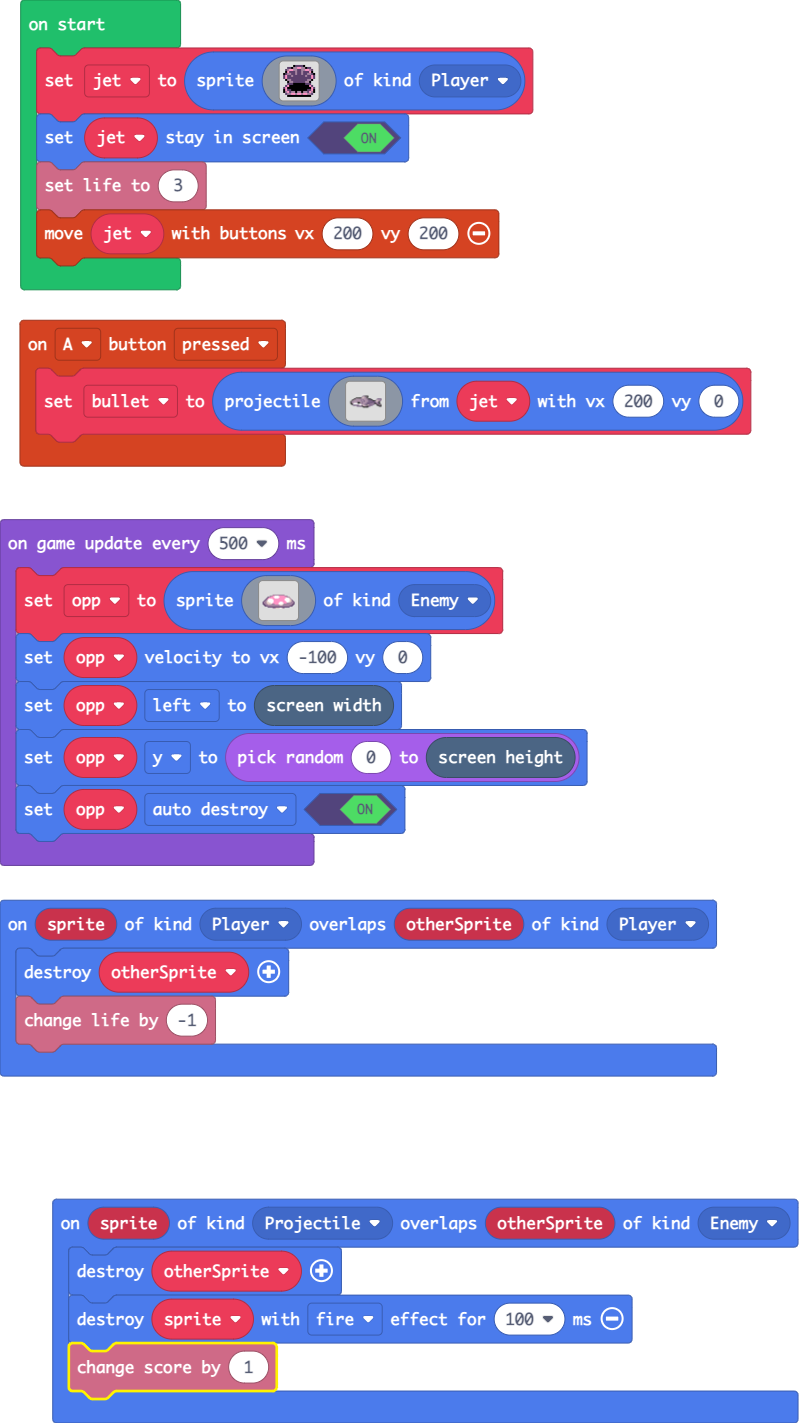 on start
set jet to sprite of kind Player
set jet stay in screen ON
set life to 3
move jet with buttons vx 200 vy 200
on A button pressed
set bullet to projectile from jet with vx 200 vy 0
on game update every 500 ms
set opp to sprite of kind Enemy
set opp velocity to vx -100 vy 0
set opp left to screen width
set opp y to pick random 0 to screen height
set opp auto destroy ON
on sprite of kind Player overlaps otherSprite of kind Player
destroy otherSprite
change life by -1
on sprite of kind Projectile overlaps otherSprite of kind Enemy
destroy otherSprite
destroy sprite with fire effect for 100 ms
change score by 1